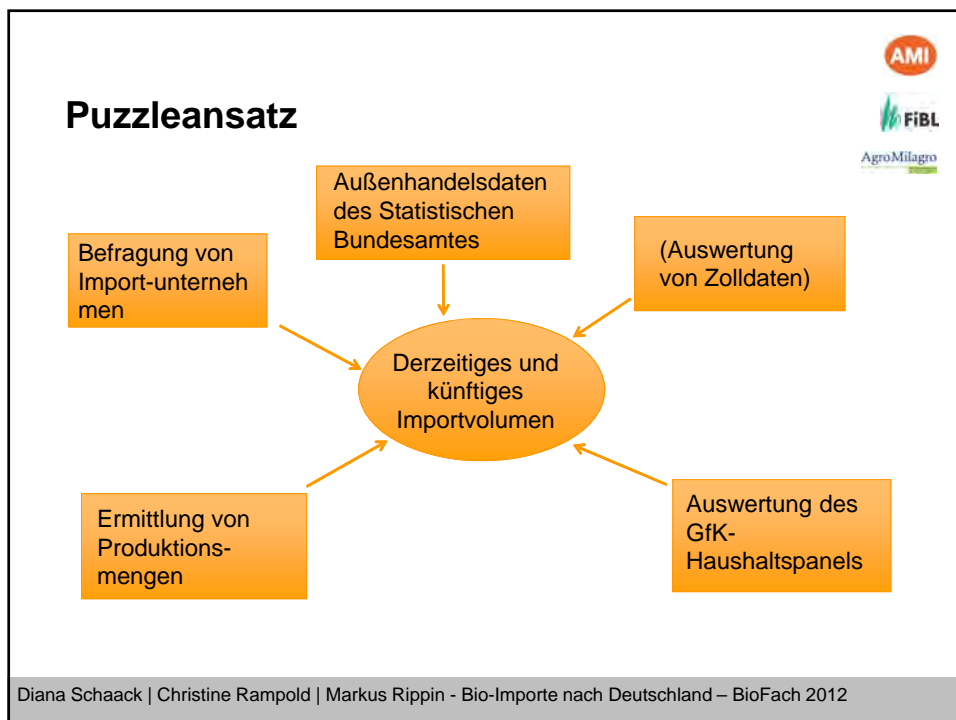 AMI
FiBL
AgroMilagro
Puzzleansatz
Außenhandelsdaten
des Statistischen
Bundesamtes
Befragung von
Import-unterneh
men
(Auswertung
von Zolldaten)
Derzeitiges und
künftiges
Importvolumen
Ermittlung von
Produktions-
mengen
Auswertung des
GfK-
Haushaltspanels
Diana Schaack | Christine Rampold | Markus Rippin - Bio-Importe nach Deutschland – BioFach 2012